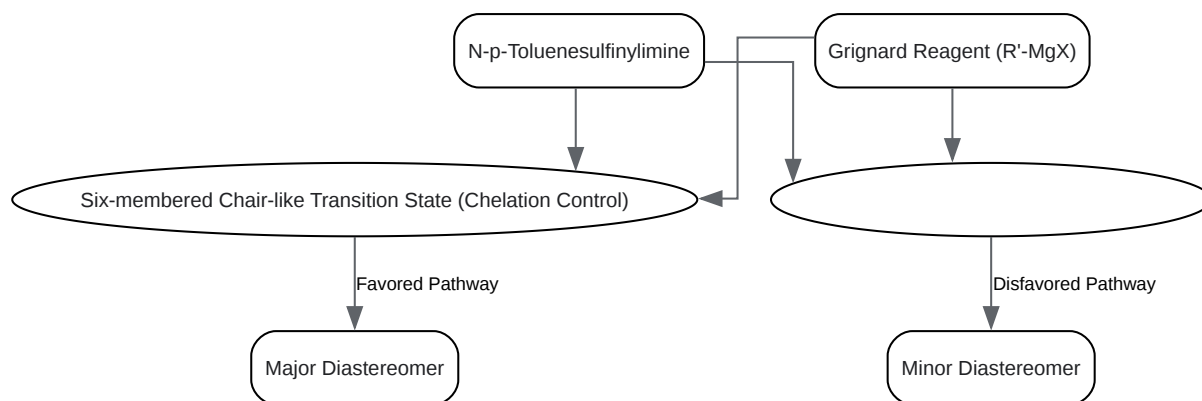 N-p-Toluenesulfinylimine
Grignard Reagent (R'-MgX)
Six-membered Chair-like Transition State (Chelation Control)
Favored Pathway
Disfavored Pathway
Major Diastereomer
Minor Diastereomer